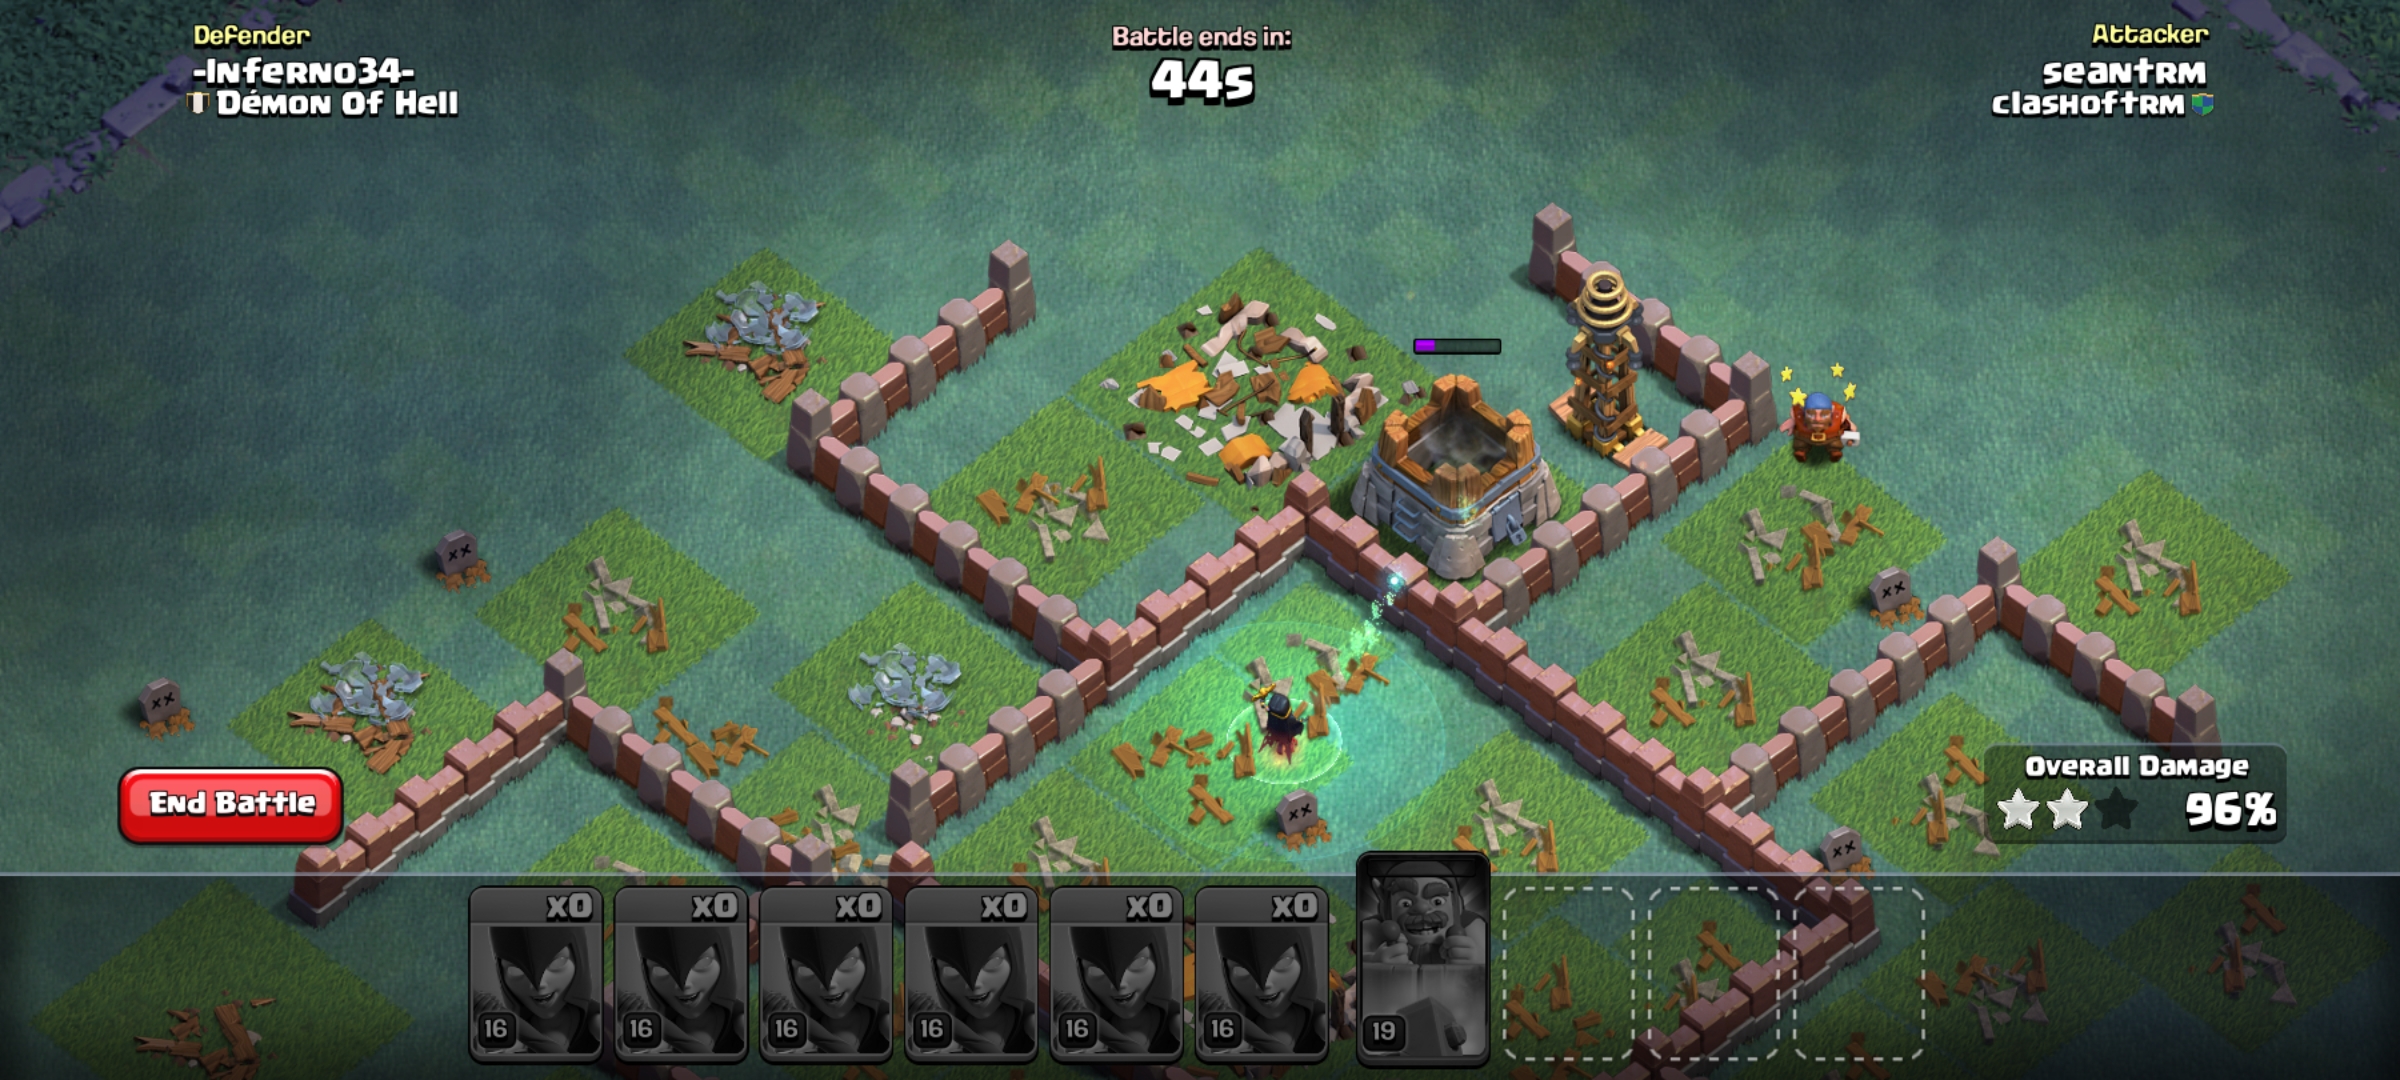 Defender
-Inferno34-
Démon Of Hell
Battle ends in:
44s
Attacker
seantRM
clashoftRM
End Battle
Overall Damage
96%
x0
x0
x0
x0
x0
x0
16
16
16
16
16
16
19